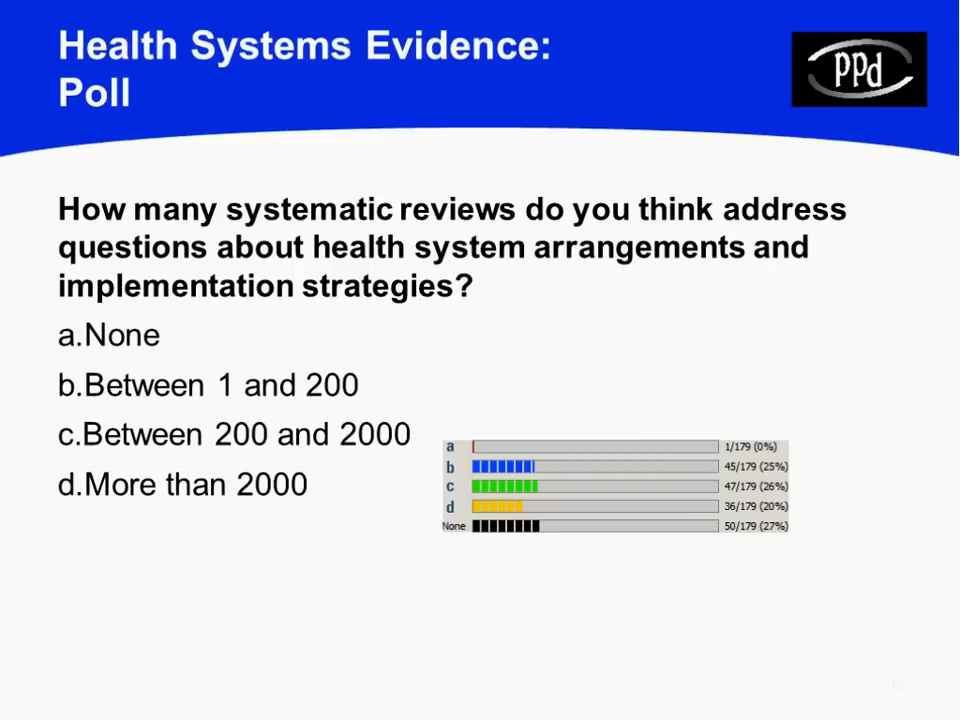 Health Systems Evidence:
Poll
ppd
How many systematic reviews do you think address
questions about health system arrangements and
implementation strategies?
a.None
b.Between 1 and 200
c.Between 200 and 2000
d.More than 2000
a 1/179 (0%)
b 45/179 (25%)
c 47/179 (26%)
d 36/179 (20%)
None 50/179 (27%)